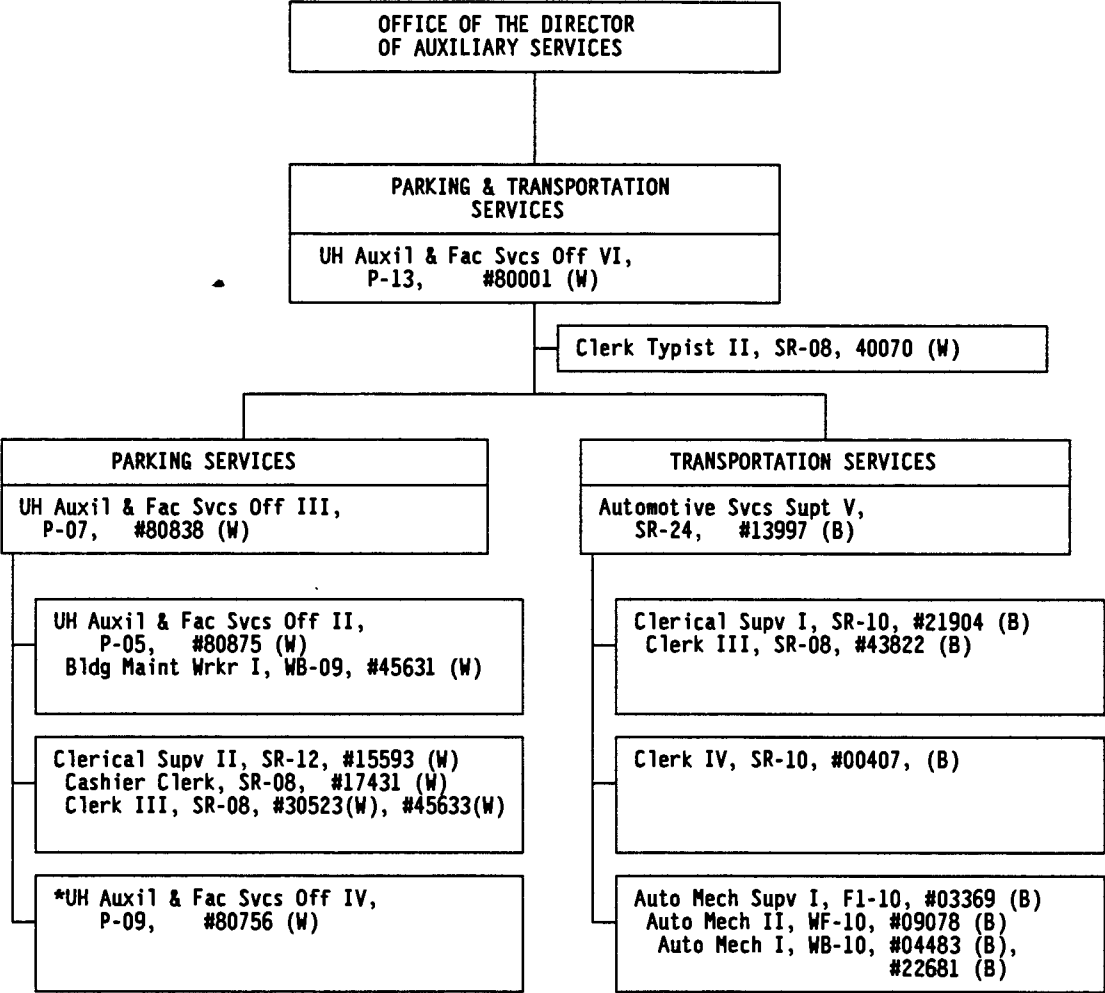 OFFICE OF THE DIRECTOR
OF AUXILIARY SERVICES
PARKING & TRANSPORTATION
SERVICES
UH Auxil & Fac Svcs Off VI,
P-13, #80001 (W)
Clerk Typist II, SR-08, 40070 (W)
PARKING SERVICES
UH Auxil & Fac Svcs Off III,
P-07, #80838 (W)
UH Auxil & Fac Svcs Off II,
P-05, #80875 (W)
Bldg Maint Wrkr I, WB-09, #45631 (W)
Clerical Supv II, SR-12, #15593 (W)
Cashier Clerk, SR-08, #17431 (W)
Clerk III, SR-08, #30523(W), #45633(W)
*UH Auxil & Fac Svcs Off IV,
P-09, #80756 (W)
TRANSPORTATION SERVICES
Automotive Svcs Supt V,
SR-24, #13997 (B)
Clerical Supv I, SR-10, #21904 (B)
Clerk III, SR-08, #43822 (B)
Clerk IV, SR-10, #00407, (B)
Auto Mech Supv I, F1-10, #03369 (B)
Auto Mech II, WF-10, #09078 (B)
Auto Mech I, WB-10, #04483 (B),
#22681 (B)